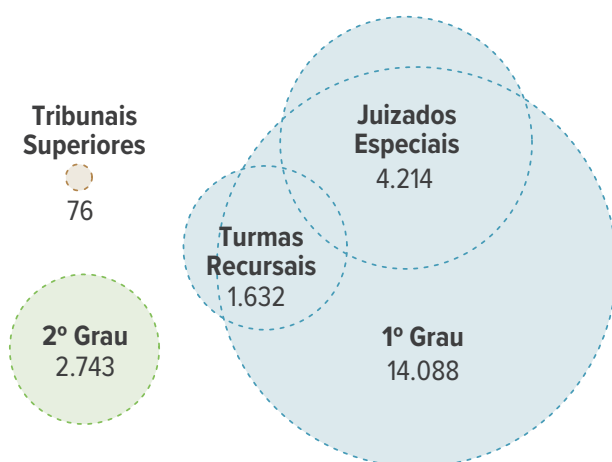 Tribunais
Superiores
76
Juizados
Especiais
4.214
Turmas
Recursais
1.632
2º Grau
2.743
1º Grau
14.088